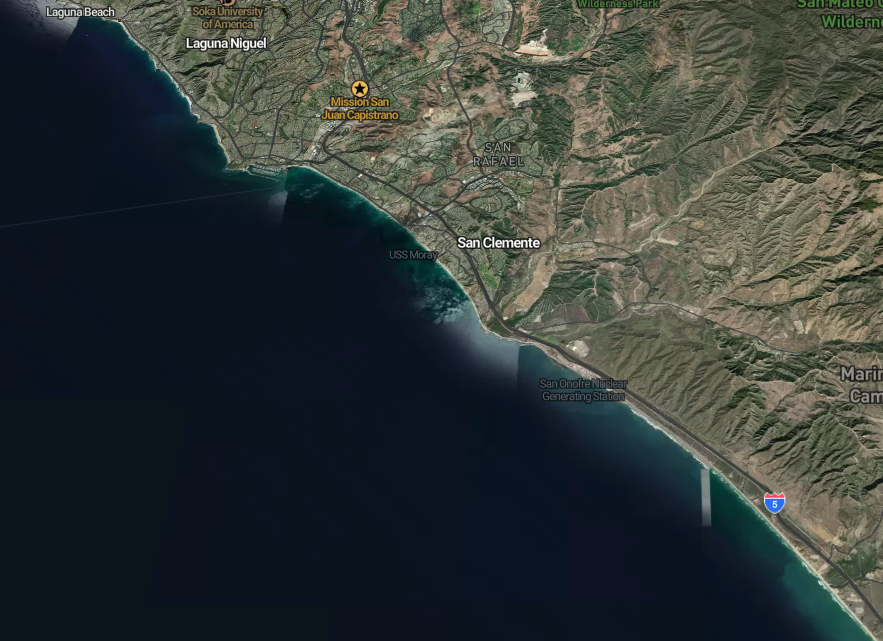 Wilderness Park
San Mateo C
Wilderne
Laguna Beach
Soka University
of America
Laguna Niguel
Mission San
Juan Capistrano
SAN
RAFAEL
San Clemente
USS Moray
San Onofre Nuclear
Generating Station
Marin
Cam
5